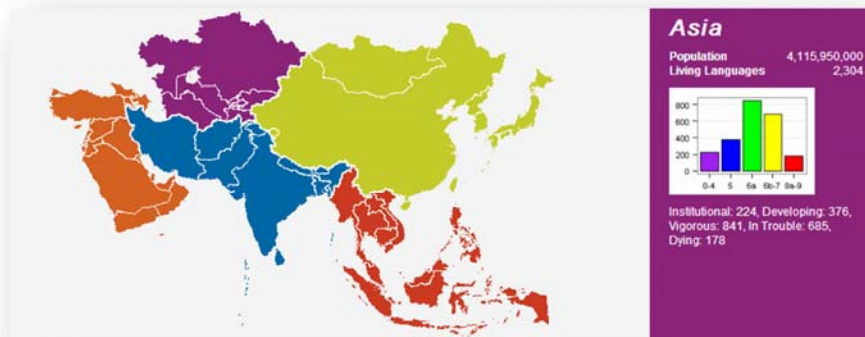 Asia
Population 4,115,950,000
Living Languages 2,304
800
600
400
200
0
0-4 5 6a 6b-7 8a-9
Institutional: 224, Developing: 376,
Vigorous: 841, In Trouble: 685,
Dying: 178